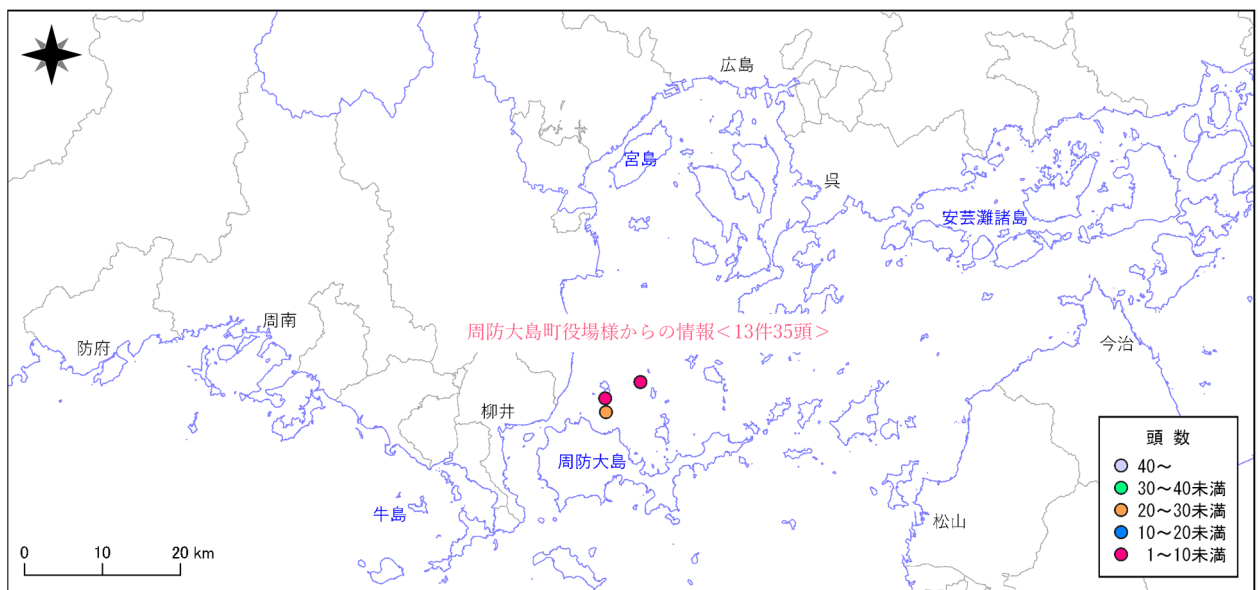 広島
宮島
呉
安芸灘諸島
周南
防府
周防大島町役場様からの情報＜13件35頭＞
今治
柳井
周防大島
牛島
松山
頭 数
40～
30～40未満
20～30未満
10～20未満
1～10未満
0 10 20 km